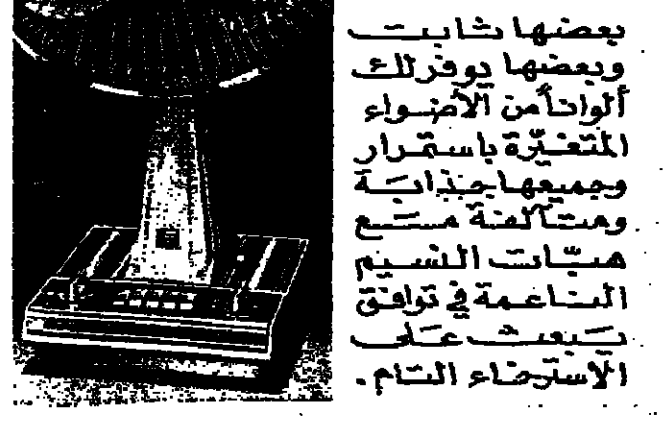 بعضها ثابت
وبعضها يوفر لك
ألواناً من الأضواء
المتغيّرة باستمرار
وجميعها جذابة
ومتآلفة مع
هبّات النسيم
الناعمة في توافق
يبعث على
الاسترخاء التام.